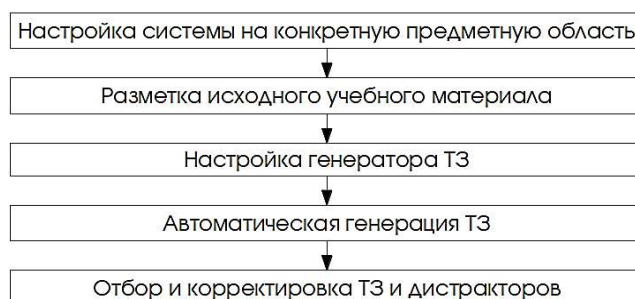 Настройка системы на конкретную предметную область
Разметка исходного учебного материала
Настройка генератора ТЗ
Автоматическая генерация ТЗ
Отбор и корректировка ТЗ и дистракторов